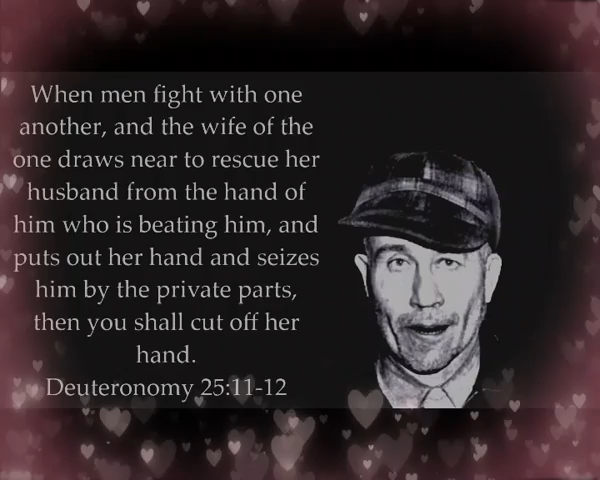 When men fight with one
another, and the wife of the
one draws near to rescue her
husband from the hand of
him who is beating him, and
puts out her hand and seizes
him by the private parts,
then you shall cut off her
hand.
Deuteronomy 25:11-12